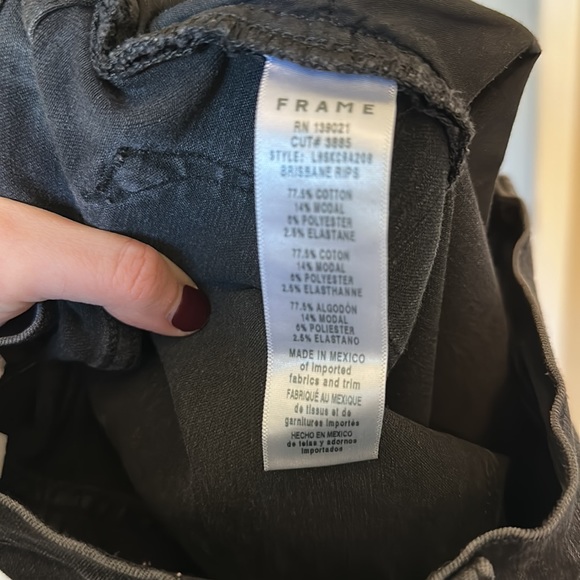 FRAME
RN 139021
CUT# 3885
STYLE:
BRISBANE RIPS
77.5% COTTON
14% MODAL
6% POLYESTER
2.5% ELASTANE
77.5% COTON
14% MODAL
6% POLYESTER
2.5% ELASTHANNE
77.5% ALGODÓN
14% MODAL
6% POLIESTER
2.5% ELASTANO
MADE IN MEXICO
of imported
fabrics and trim
FABRIQUÉ AU MEXIQUE
de tissus et de
garnitures importés
HECHO EN MEXICO
de telas y adornos
importados